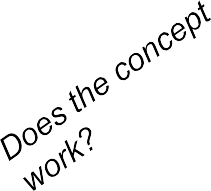 Does the concept
work?